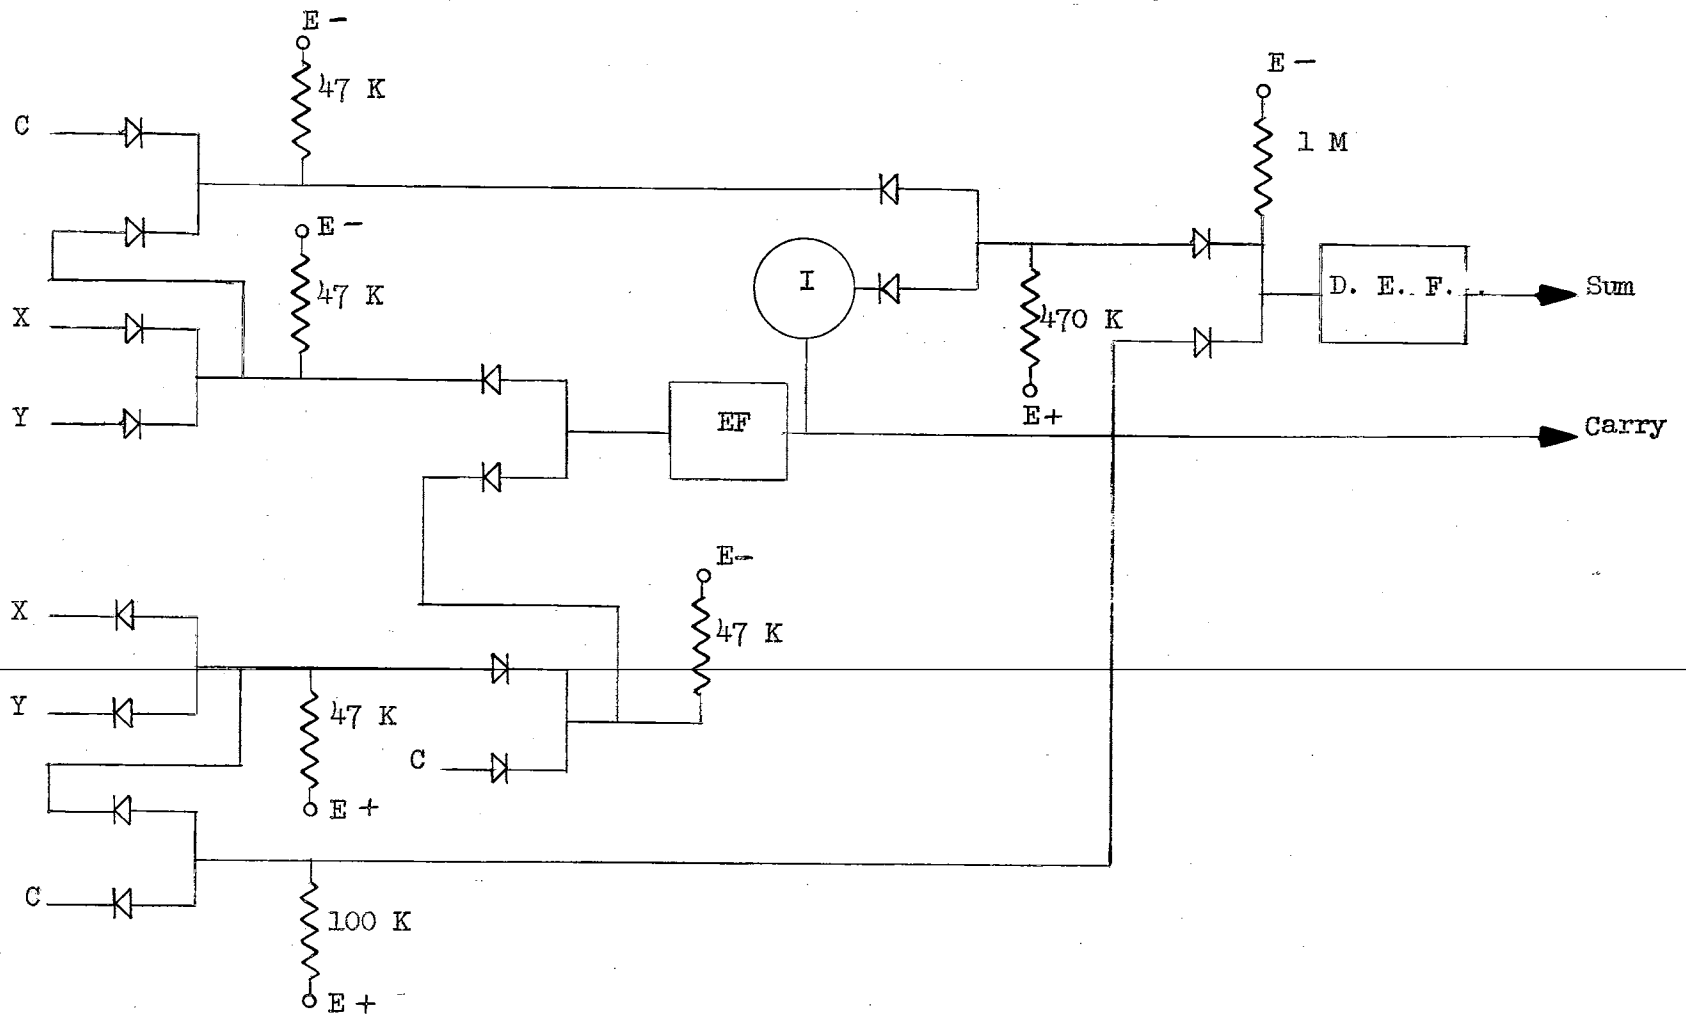 E -
47 K
E -
1 M
C
E -
47 K
I
D. E. F.
Sum
X
470 K
Y
E+
EF
Carry
E-
47 K
X
Y
47 K
C
E +
C
100 K
E +